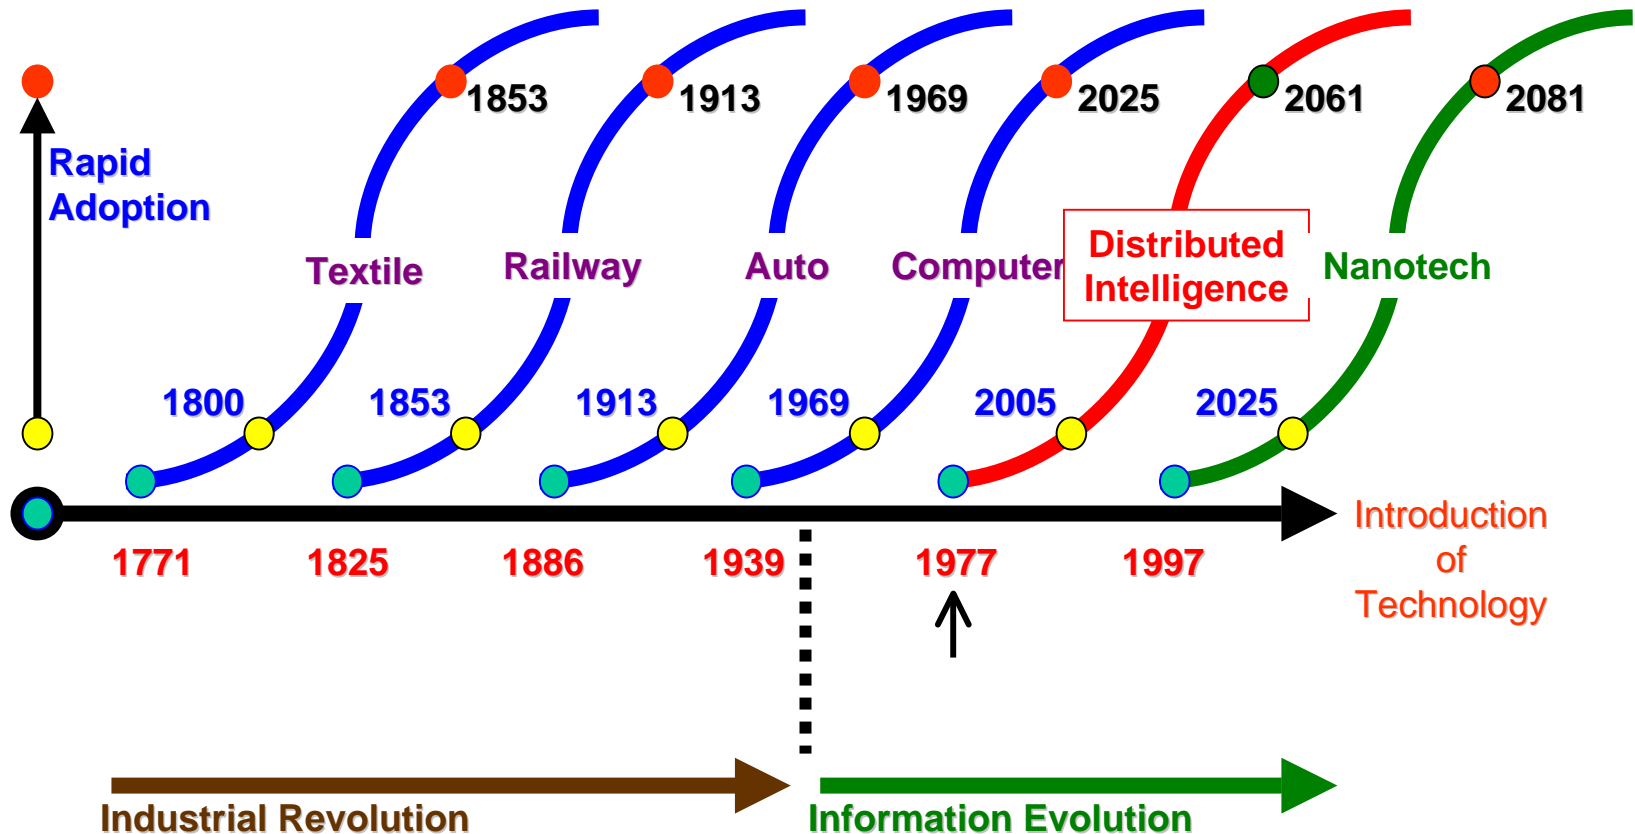 1853
1913
1969
2025
2061
2081
Rapid
Adoption
Textile
Railway
Auto
Computer
Distributed
Intelligence
Nanotech
1800
1853
1913
1969
2005
2025
Introduction
of
Technology
1771
1825
1886
1939
1977
1997
Industrial Revolution
Information Evolution